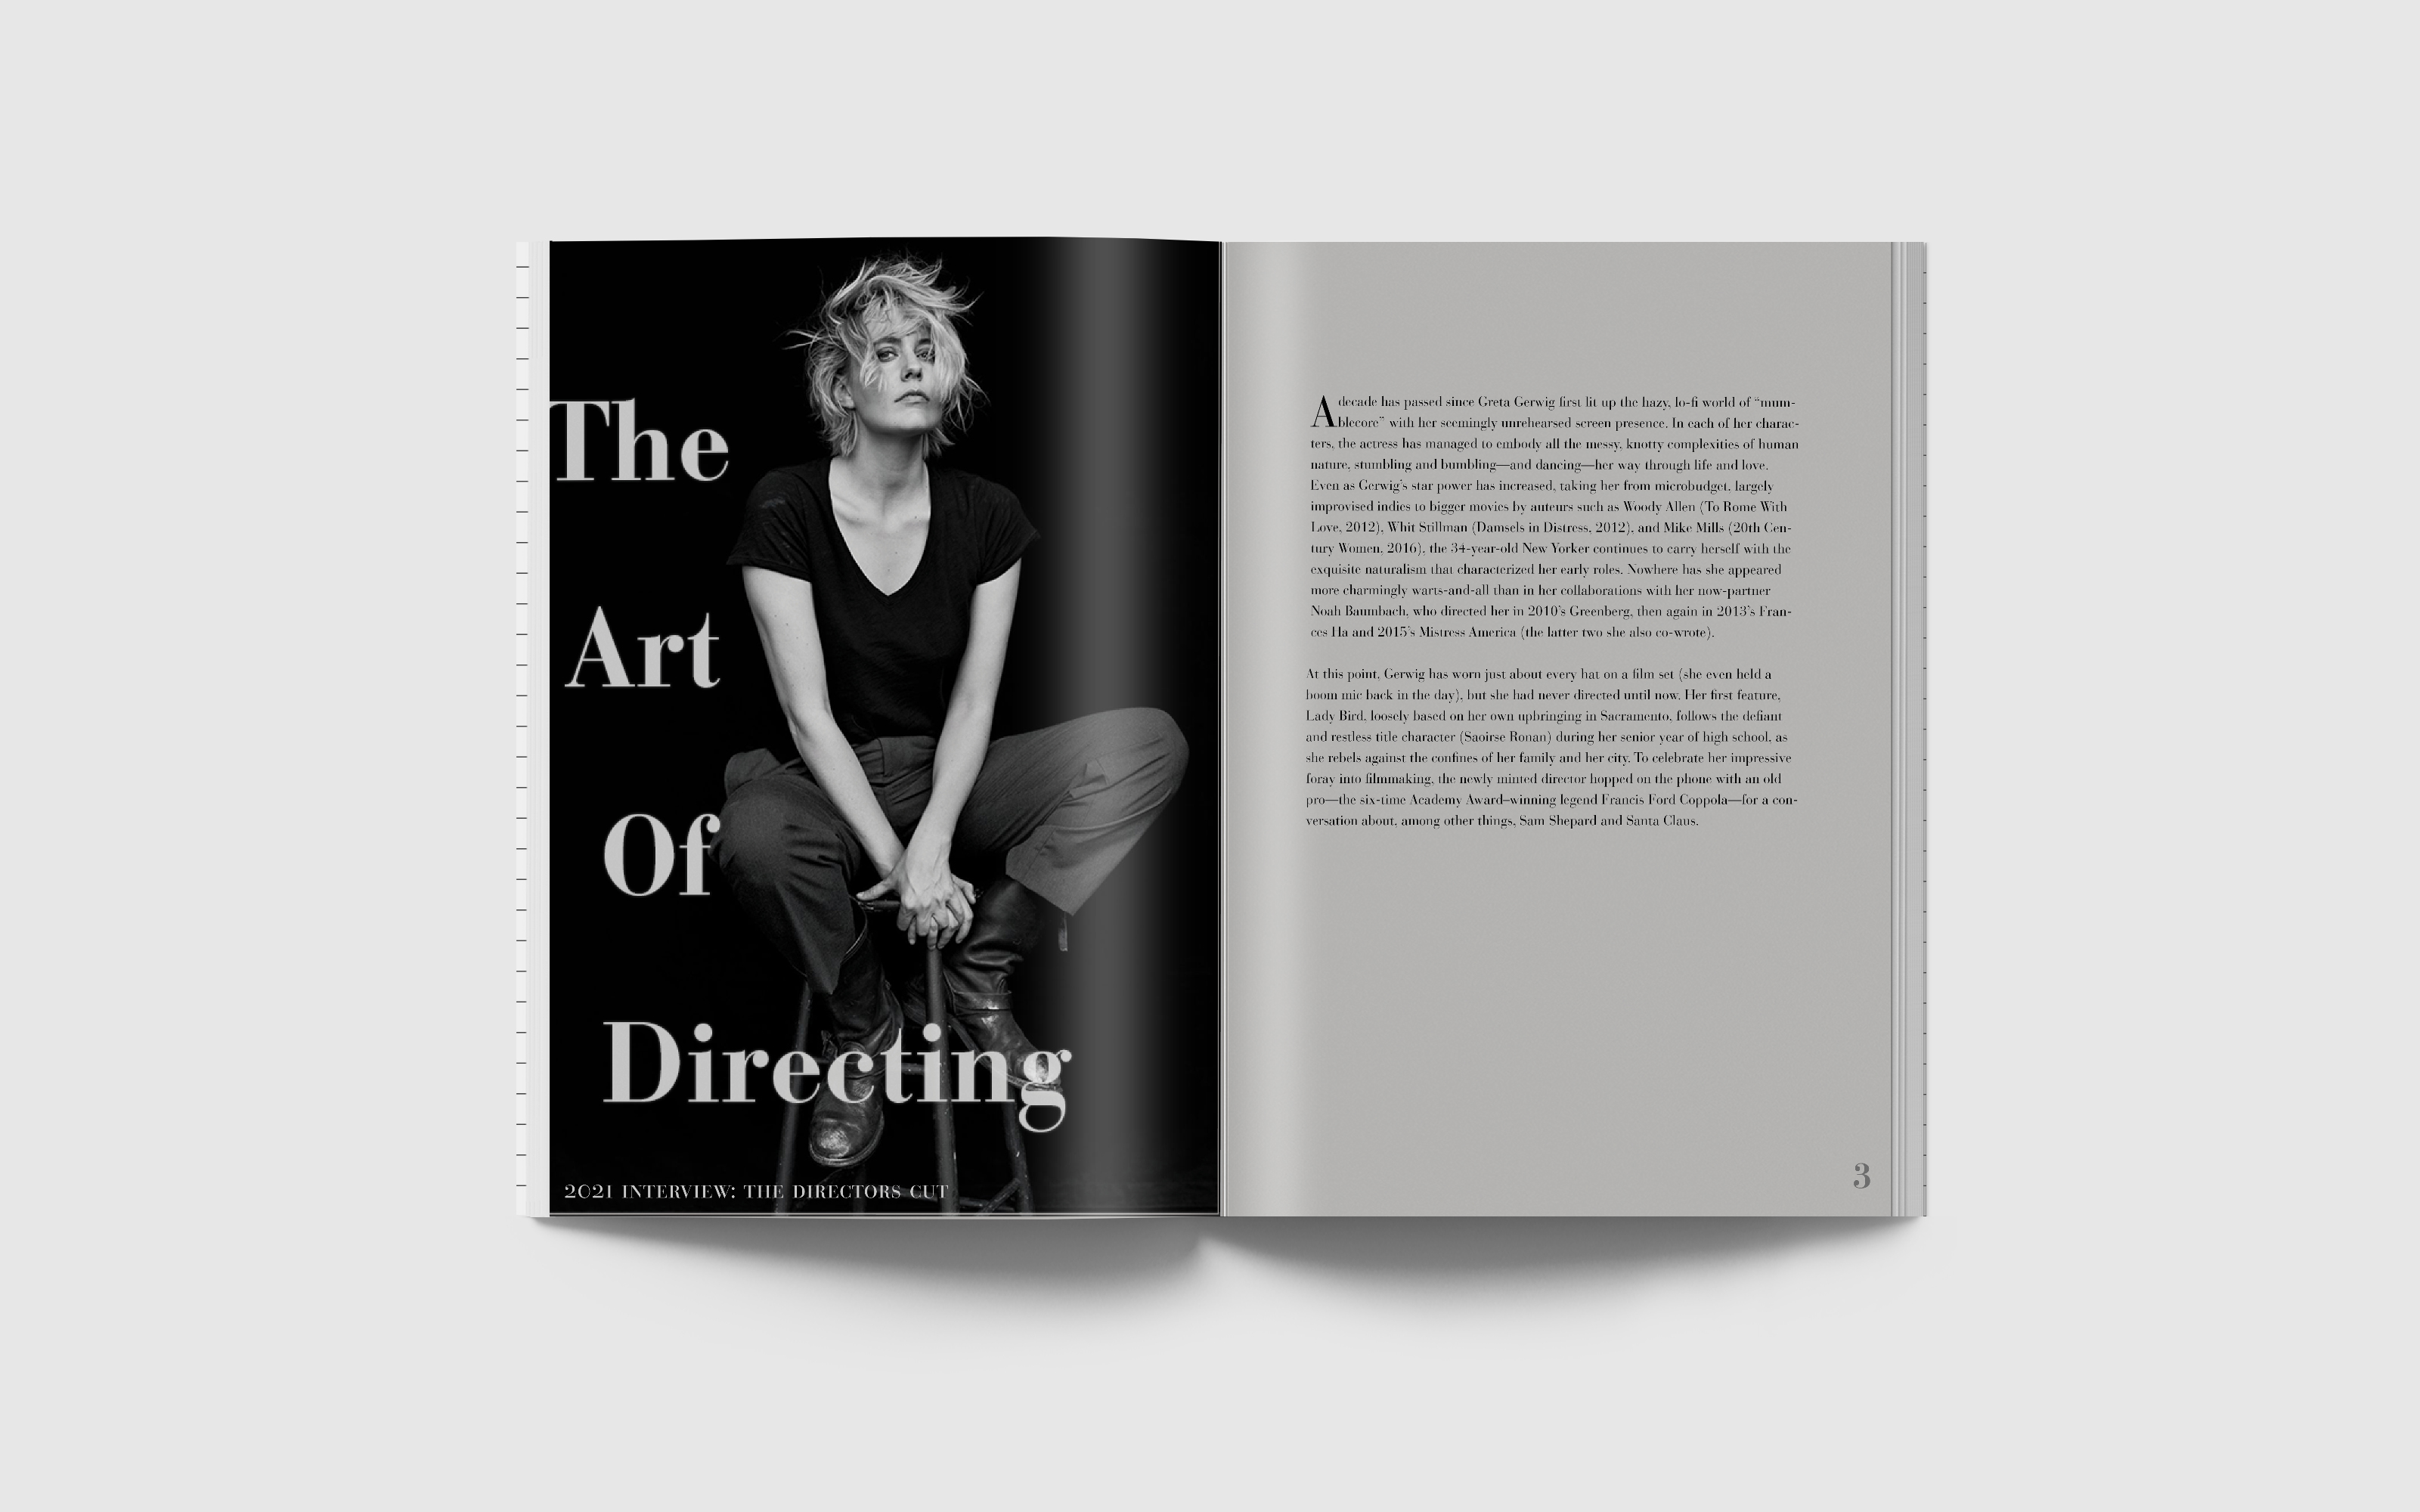 The
Art
Of
Directing
2021 INTERVIEW: THE DIRECTORS CUT
A decade has passed since Greta Gerwig first lit up the hazy, lo-fi world of “mum-
blecore” with her seemingly unrehearsed screen presence. In each of her charac-
ters, the actress has managed to embody all the messy, knotty complexities of human
nature, stumbling and bumbling—and dancing—her way through life and love.
Even as Gerwig’s star power has increased, taking her from microbudget, largely
improvised indies to bigger movies by auteurs such as Woody Allen (To Rome With
Love, 2012), Whit Stillman (Damsels in Distress, 2012), and Mike Mills (20th Cen-
tury Women, 2016), the 34-year-old New Yorker continues to carry herself with the
exquisite naturalism that characterized her early roles. Nowhere has she appeared
more charmingly warts-and-all than in her collaborations with her now-partner
Noah Baumbach, who directed her in 2010’s Greenberg, then again in 2013’s Fran-
ces Ha and 2015’s Mistress America (the latter two she also co-wrote).
At this point, Gerwig has worn just about every hat on a film set (she even held a
boom mic back in the day), but she had never directed until now. Her first feature,
Lady Bird, loosely based on her own upbringing in Sacramento, follows the defiant
and restless title character (Saoirse Ronan) during her senior year of high school, as
she rebels against the confines of her family and her city. To celebrate her impressive
foray into filmmaking, the newly minted director hopped on the phone with an old
pro—the six-time Academy Award–winning legend Francis Ford Coppola—for a con-
versation about, among other things, Sam Shepard and Santa Claus.
3